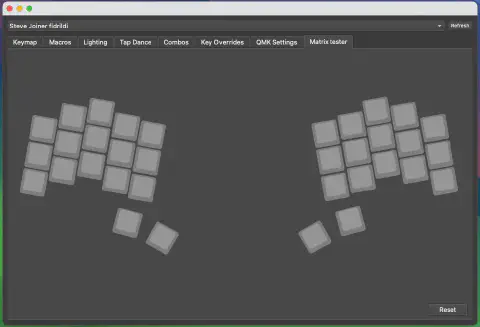 Steve Joiner fidrildi
Refresh
Keymap Macros Lighting Tap Dance Combos Key Overrides QMK Settings Matrix tester
Reset